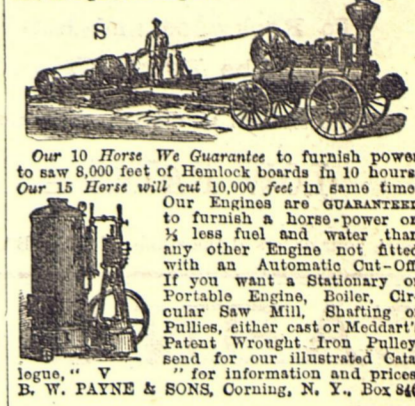 S
Our 10 Horse We Guarantee to furnish power
to saw 8,000 feet of Hemlock boards in 10 hours
Our 15 Horse will cut 10,000 feet in same time
Our Engines are GUARANTEED
to furnish a horse-power on
⅓ less fuel and water than
any other Engine not fitted
with an Automatic Cut-Off
If you want a Stationary or
Portable Engine, Boiler, Cir
cular Saw Mill, Shafting or
Pullies, either cast or Meddart's
Patent Wrought Iron Pulley
send for our illustrated Cata
logue, " V " for information and prices
B. W. PAYNE & SONS, Corning, N. Y., Box 84